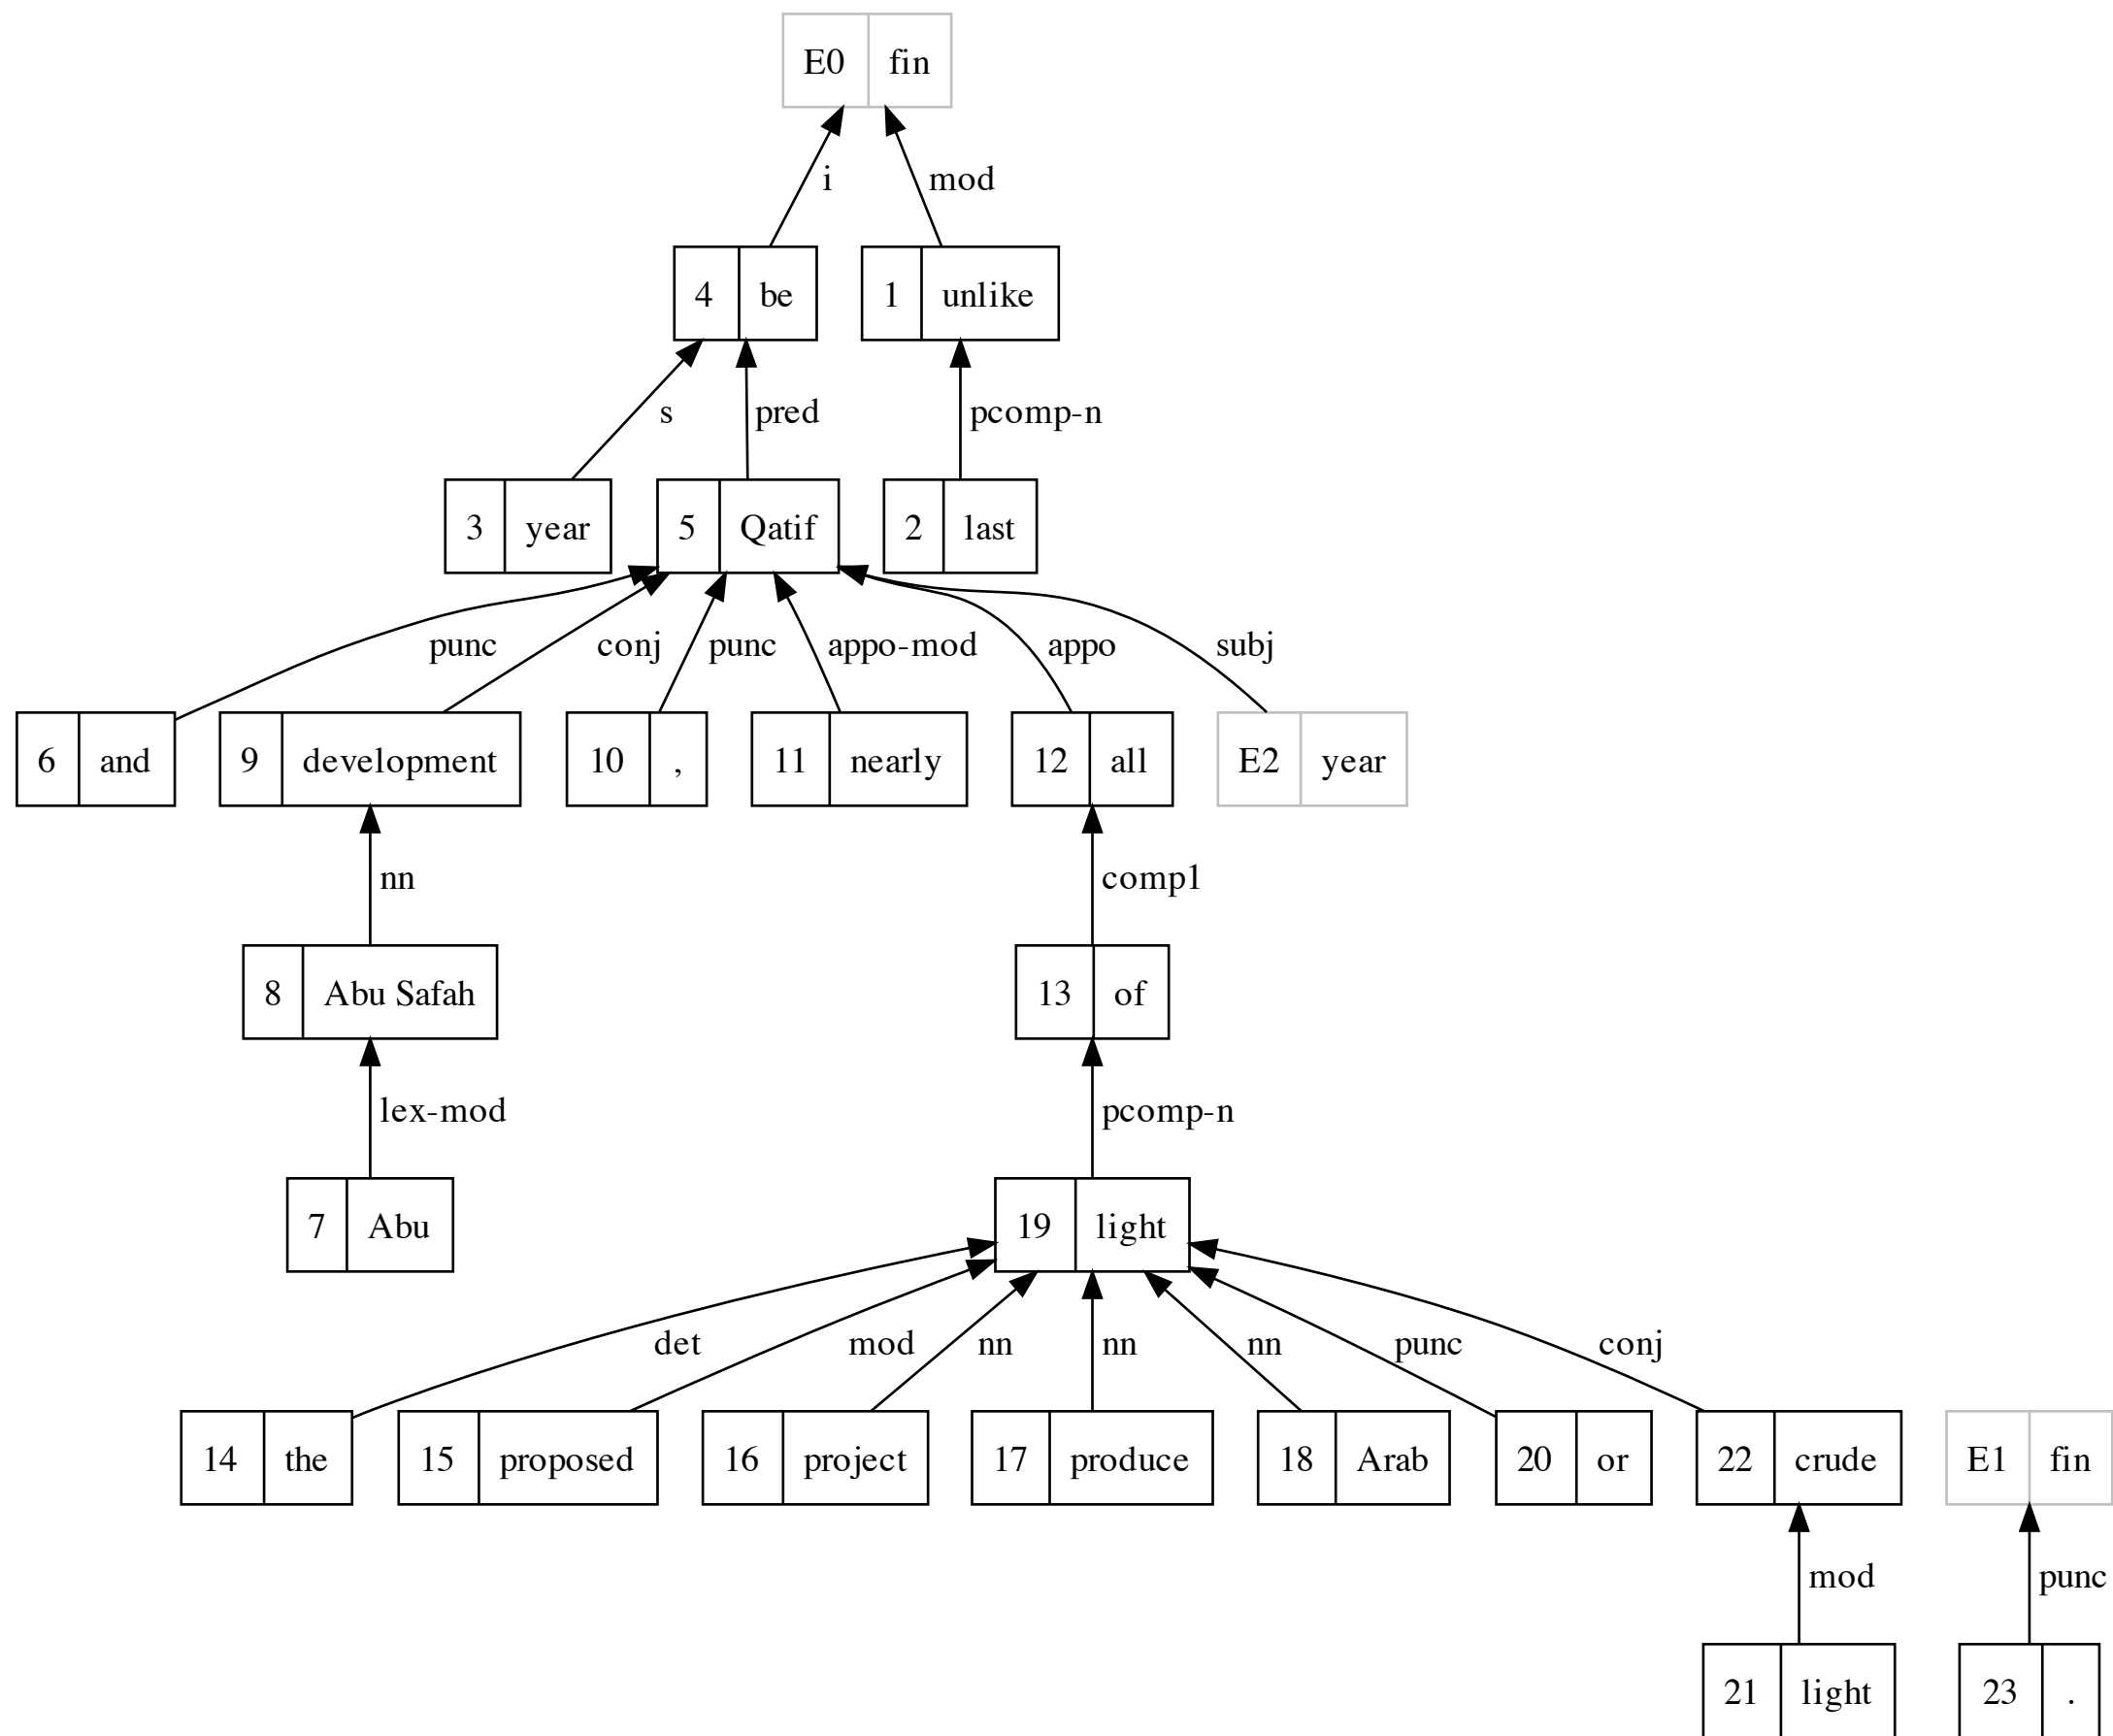 E0 fin
i mod
4 be 1 unlike
s pred pcomp-n
3 year 5 Qatif 2 last
punc conj punc appo-mod appo subj
6 and 9 development 10 , 11 nearly 12 all E2 year
nn comp1
8 Abu Safah 13 of
lex-mod pcomp-n
7 Abu 19 light
det mod nn nn nn punc conj
14 the 15 proposed 16 project 17 produce 18 Arab 20 or 22 crude E1 fin
mod punc
21 light 23 .